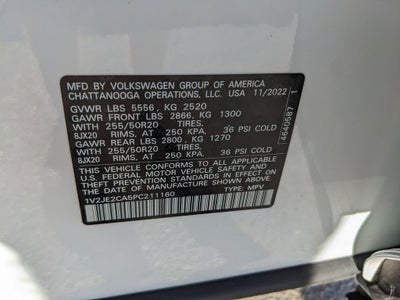 MFD BY VOLKSWAGEN GROUP OF AMERICA
CHATTANOOGA OPERATIONS, LLC. USA 11/2022
GVWR LBS 5556, KG 2520
GAWR FRONT LBS 2866, KG 1300
WITH 255/50R20 TIRES,
8JX20 RIMS, AT 250 KPA, 36 PSI COLD
GAWR REAR LBS 2800, KG 1270
WITH 255/50R20 TIRES,
8JX20 RIMS, AT 250 KPA, 36 PSI COLD
THIS VEHICLE CONFORMS TO ALL APPLICABLE
U.S. FEDERAL MOTOR VEHICLE SAFETY
STANDARDS IN EFFECT ON
THE DATE OF MANUFACTURE SHOWN ABOVE.
1V2JE2CA5PC211160 TYPE: MPV
4640587 1